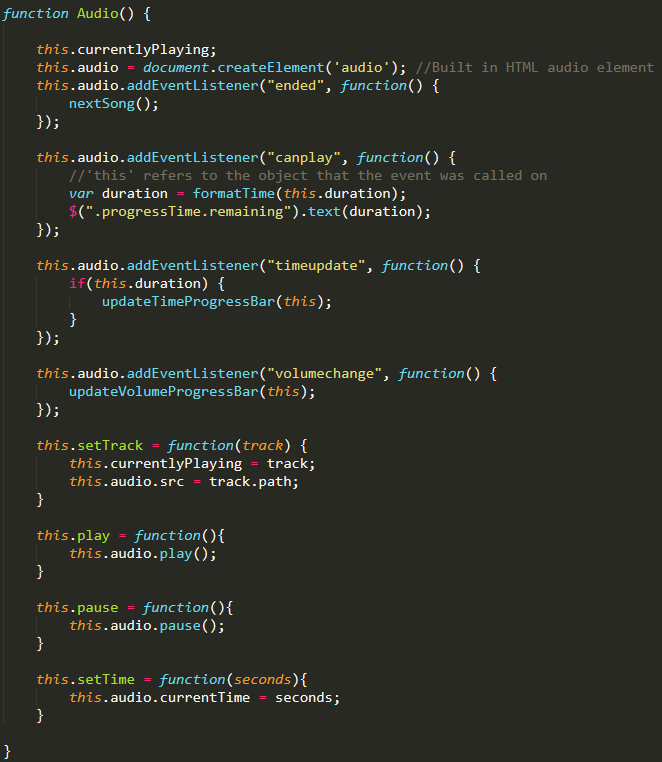 function Audio() {
this.currentlyPlaying;
this.audio = document.createElement('audio'); //Built in HTML audio element
this.audio.addEventListener("ended", function() {
nextSong();
});
this.audio.addEventListener("canplay", function() {
//'this' refers to the object that the event was called on
var duration = formatTime(this.duration);
$(".progressTime.remaining").text(duration);
});
this.audio.addEventListener("timeupdate", function() {
if(this.duration) {
updateTimeProgressBar(this);
}
});
this.audio.addEventListener("volumechange", function() {
updateVolumeProgressBar(this);
});
this.setTrack = function(track) {
this.currentlyPlaying = track;
this.audio.src = track.path;
}
this.play = function(){
this.audio.play();
}
this.pause = function(){
this.audio.pause();
}
this.setTime = function(seconds){
this.audio.currentTime = seconds;
}
}